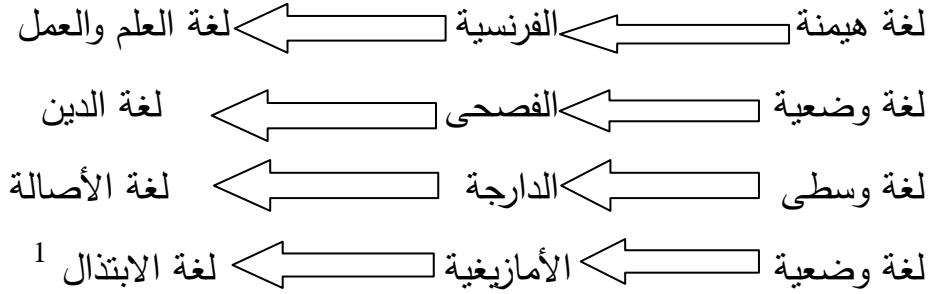 لغة هيمنة الفرنسية لغة العلم والعمل
لغة وضعية الفصحى لغة الدين
لغة وسطى الدارجة لغة الأصالة
لغة وضعية الأمازيغية لغة الابتذال 1